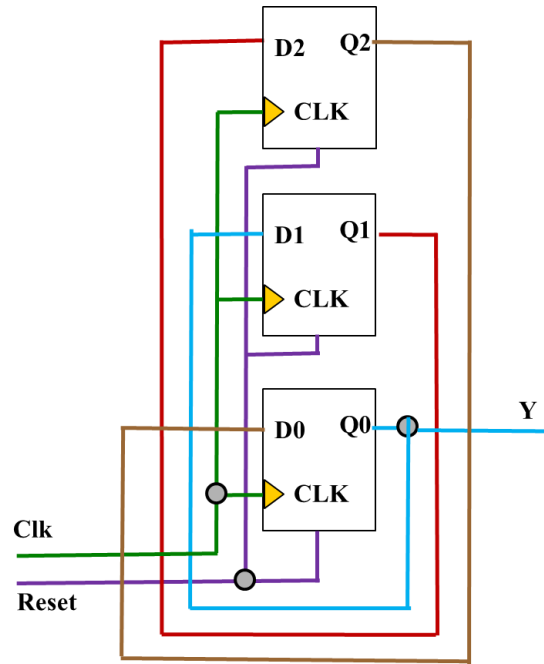 D2 Q2
CLK
D1 Q1
CLK
D0 Q0
Y
CLK
Clk
Reset